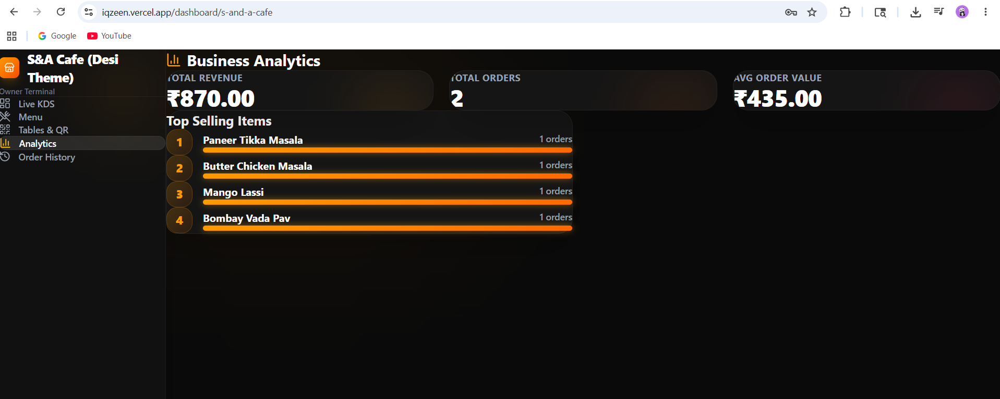 iqzeen.vercel.app/dashboard/s-and-a-cafe
Google
YouTube
S&A Cafe (Desi
Theme)
Owner Terminal
Live KDS
Menu
Tables & QR
Analytics
Order History
Business Analytics
TOTAL REVENUE
₹870.00
TOTAL ORDERS
2
AVG ORDER VALUE
₹435.00
Top Selling Items
1
Paneer Tikka Masala
1 orders
2
Butter Chicken Masala
1 orders
3
Mango Lassi
1 orders
4
Bombay Vada Pav
1 orders